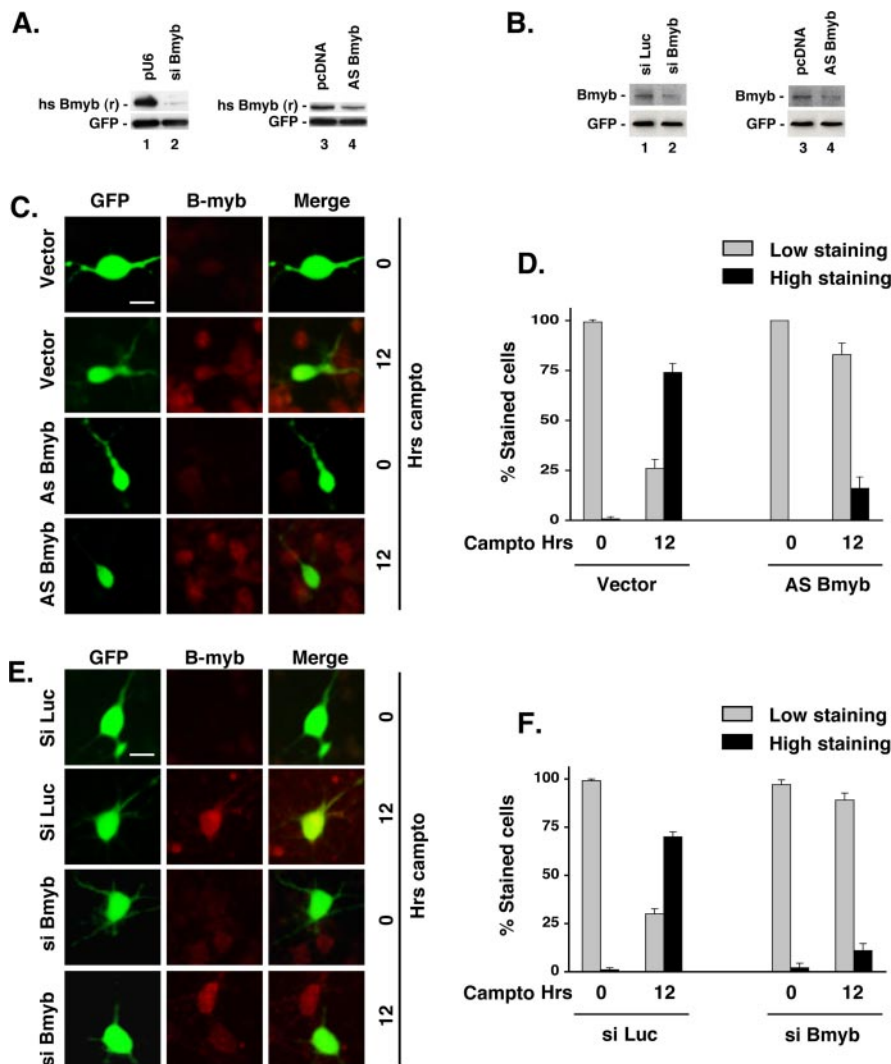 A.
pU6
si Bmyb
hs Bmyb (r) -
GFP -
1 2
pcDNA
AS Bmyb
hs Bmyb (r) -
GFP -
3 4
B.
si Luc
si Bmyb
Bmyb -
GFP -
1 2
pcDNA
AS Bmyb
Bmyb -
GFP -
3 4
C.
GFP B-myb Merge
Vector
0
Vector
12
As Bmyb
0
AS Bmyb
12
Hrs campto
D.
Low staining
High staining
% Stained cells
100
75
25
0
Campto Hrs 0 12 0 12
Vector AS Bmyb
E.
GFP B-myb Merge
Si Luc
0
Si Luc
12
si Bmyb
0
si Bmyb
12
Hrs campto
F.
Low staining
High staining
% Stained cells
100
75
50
25
0
Campto Hrs 0 12 0 12
si Luc si Bmyb